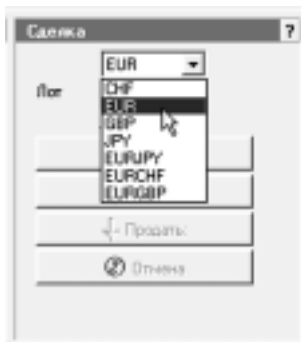 Сделка ?
EUR
Лот
CHF
EUR
GBP
JPY
EURJPY
EURCHF
EURGBP
Продать
Отмена